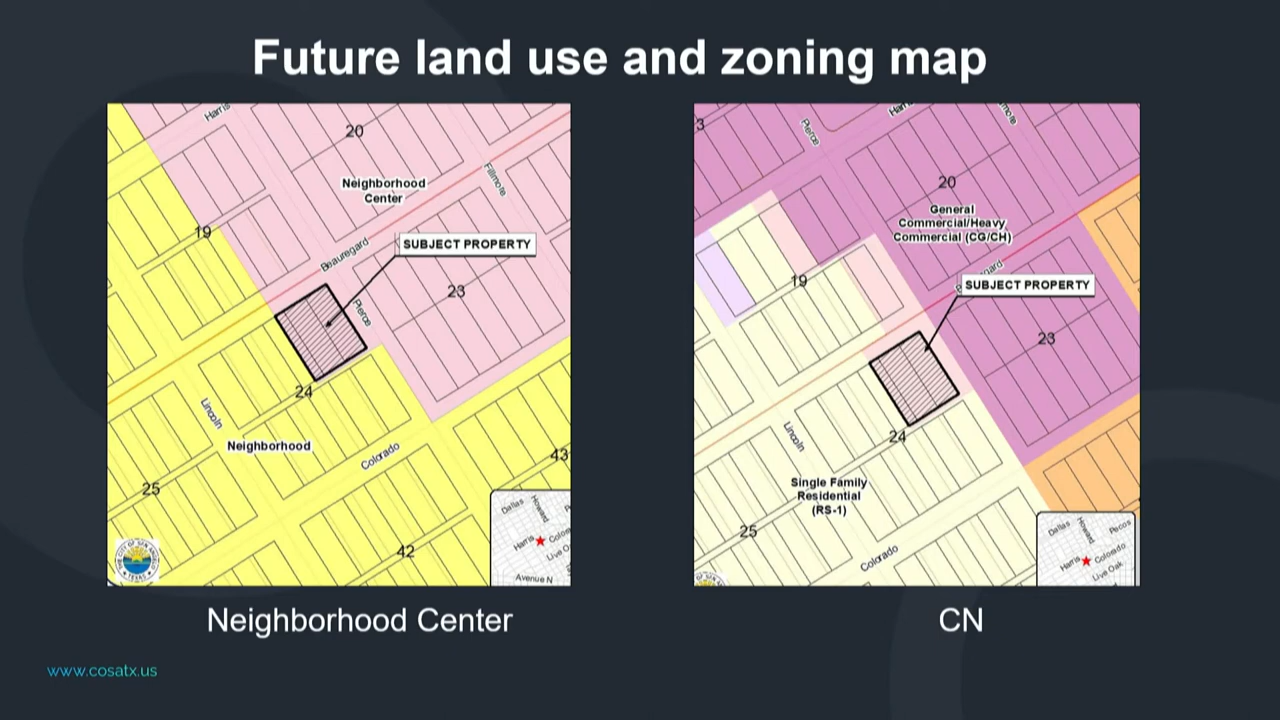 Future land use and zoning map
Harris
20
Neighborhood
Center
Fillmore
19
SUBJECT PROPERTY
Beauregard
23
Pierce
24
Lincoln
Neighborhood
Colorado
43
25
42
Dallas
Howard
Harris
Live O
Avenue N
3
Pierce
Harri
20
General
Commercial/Heavy
Commercial (CG/CH)
19
SUBJECT PROPERTY
23
24
Lincoln
Single Family
Residential
(RS-1)
25
Colorado
Dallas
Howard
Pecos
Harris
Colorado
Live Oak
Neighborhood Center
CN
www.cosatx.us